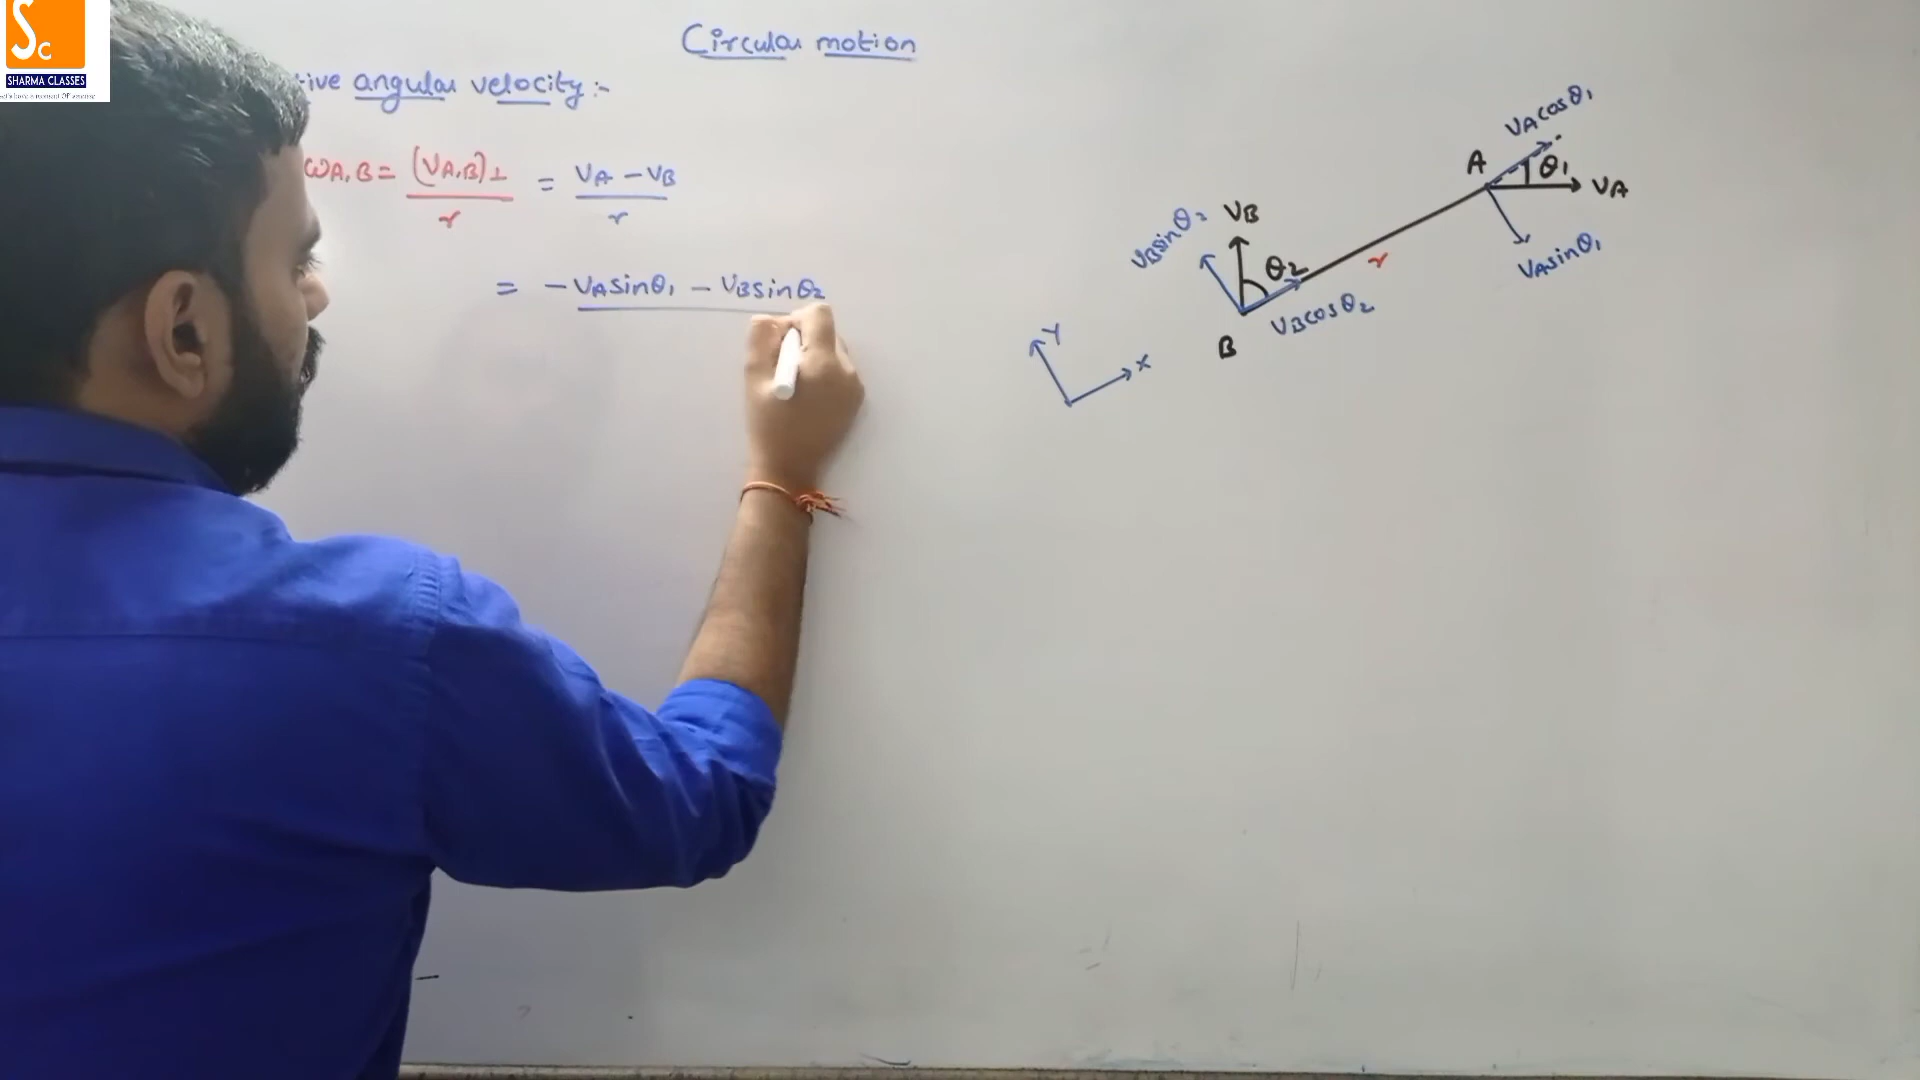 Sc
SHARMA CLASSES
Circular motion
tive angular velocity :-
ωA,B = (VA,B)⊥ / r = VA - VB / r
= - VAsinθ1 - VBsinθ2
VAcosθ1
A
θ1
VA
VAsinθ1
r
VBsinθ2
VB
θ2
VBcosθ2
B
Y
X